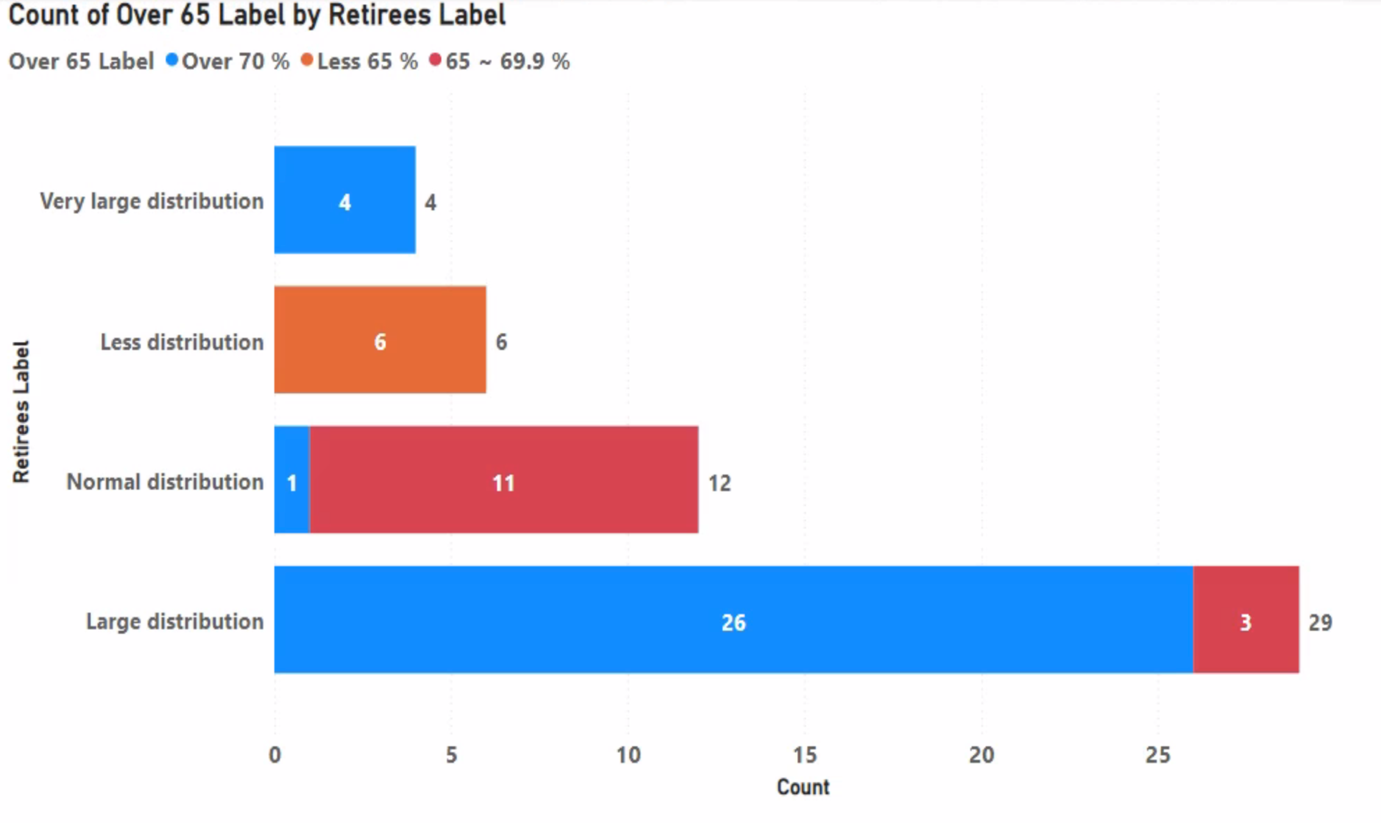 Count of Over 65 Label by Retirees Label
Over 65 Label Over 70 % Less 65 % 65 ~ 69.9 %
Very large distribution 4 4
Less distribution 6 6
Normal distribution 1 11 12
Large distribution 26 3 29
Retirees Label
0 5 10 15 20 25
Count